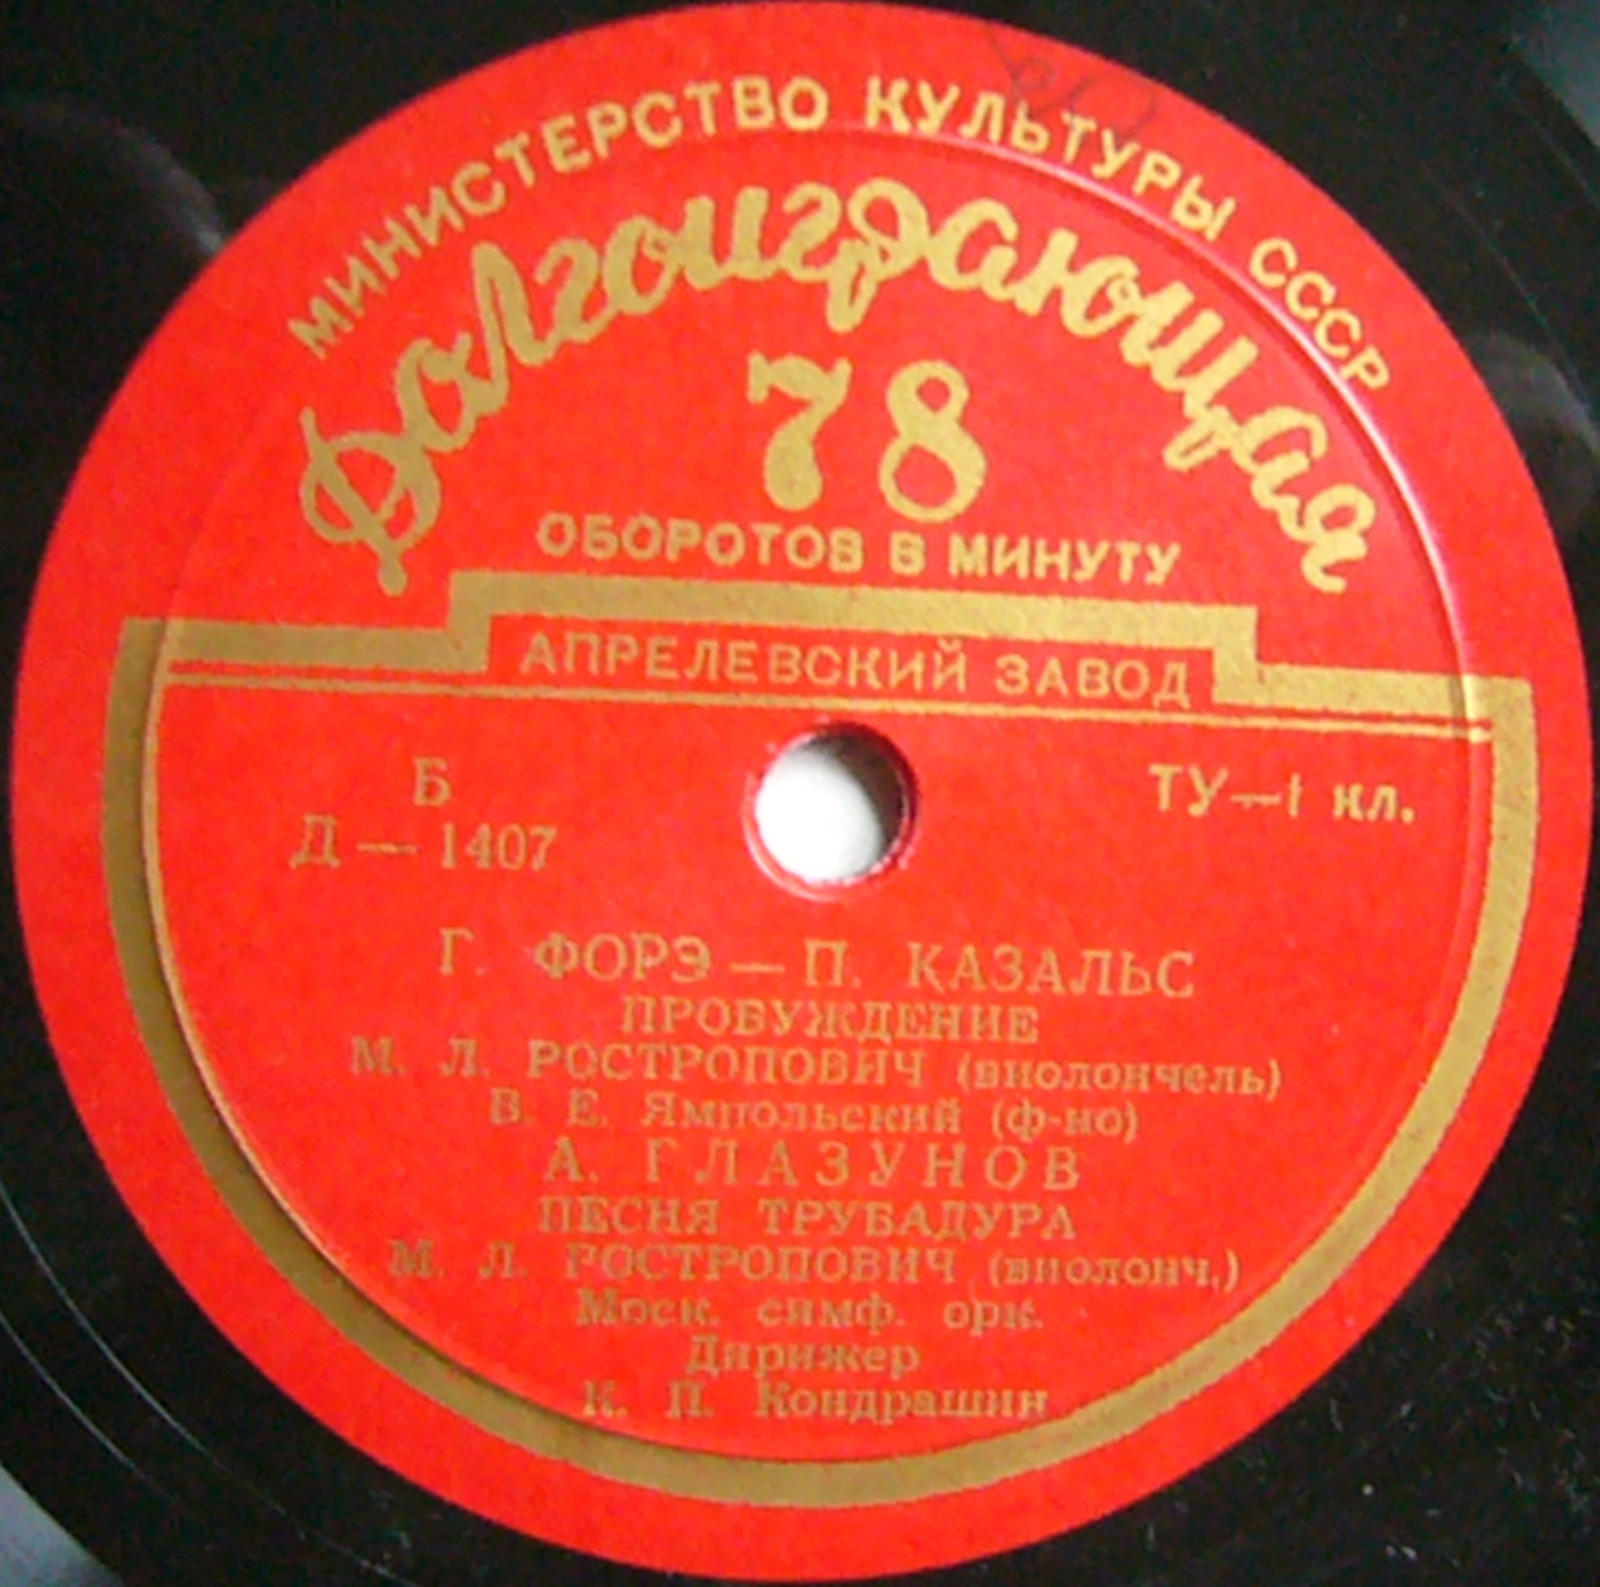 МИНИСТЕРСТВО КУЛЬТУРЫ СССР
Долгоиграющая
78
ОБОРОТОВ В МИНУТУ
АПРЕЛЕВСКИЙ ЗАВОД
Б
Д — 1407
ТУ—1 кл.
Г. ФОРЭ — П. КАЗАЛЬС
ПРОБУЖДЕНИЕ
М. Л. РОСТРОПОВИЧ (виолончель)
В. Е. Ямпольский (ф-но)
А. ГЛАЗУНОВ
ПЕСНЯ ТРУБАДУРА
М. Л. РОСТРОПОВИЧ (виолонч.)
Моск. симф. орк.
Дирижер
К. П. Кондрашин